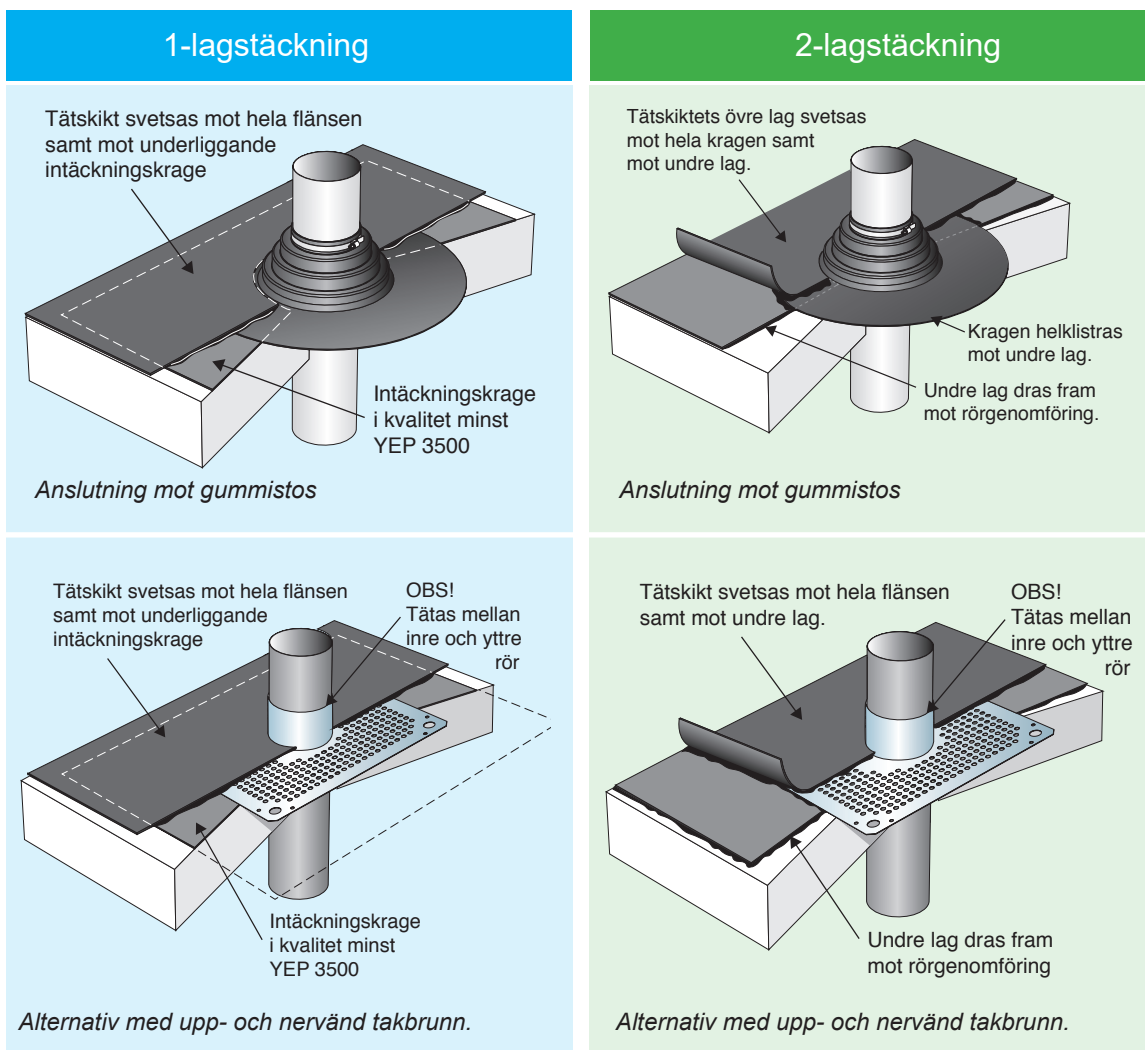 1-lagstäckning
2-lagstäckning
Tätskikt svetsas mot hela flänsen
samt mot underliggande
intäckningskrage
Intäckningskrage
i kvalitet minst
YEP 3500
Anslutning mot gummistos
Tätskiktets övre lag svetsas
mot hela kragen samt
mot undre lag.
Kragen helklistras
mot undre lag.
Undre lag dras fram
mot rörgenomföring.
Anslutning mot gummistos
Tätskikt svetsas mot hela flänsen
samt mot underliggande
intäckningskrage
OBS!
Tätas mellan
inre och yttre
rör
Intäckningskrage
i kvalitet minst
YEP 3500
Alternativ med upp- och nervänd takbrunn.
Tätskikt svetsas mot hela flänsen
samt mot undre lag.
OBS!
Tätas mellan
inre och yttre
rör
Undre lag dras fram
mot rörgenomföring
Alternativ med upp- och nervänd takbrunn.